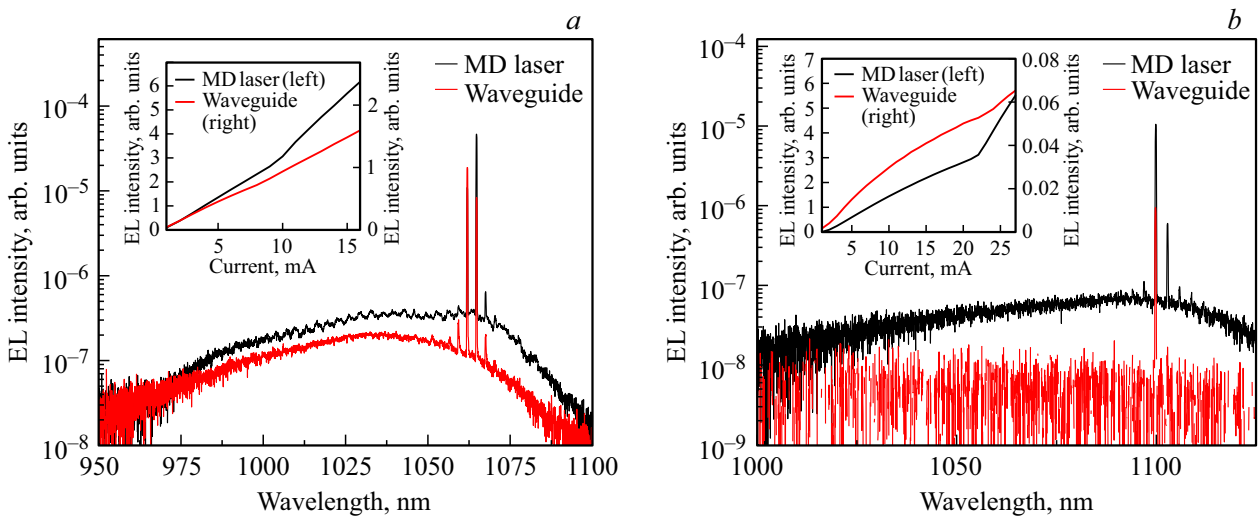 a
EL intensity, arb. units
10–4
10–5
10–6
10–7
10–8
950
975
1000
1025
1050
1075
1100
Wavelength, nm
MD laser
Waveguide
EL intensity, arb. units
6
5
4
3
2
1
0
MD laser (left)
Waveguide
(right)
5
10
15
Current, mA
2
1
0
EL intensity, arb. units
b
EL intensity, arb. units
10–4
10–5
10–6
10–7
10–8
10–9
1000
1050
1100
Wavelength, nm
MD laser
Waveguide
EL intensity, arb. units
7
6
5
4
3
2
1
0
MD laser (left)
Waveguide
(right)
5
10
15
20
25
Current, mA
0.08
0.06
0.04
0.02
0
EL intensity, arb. units